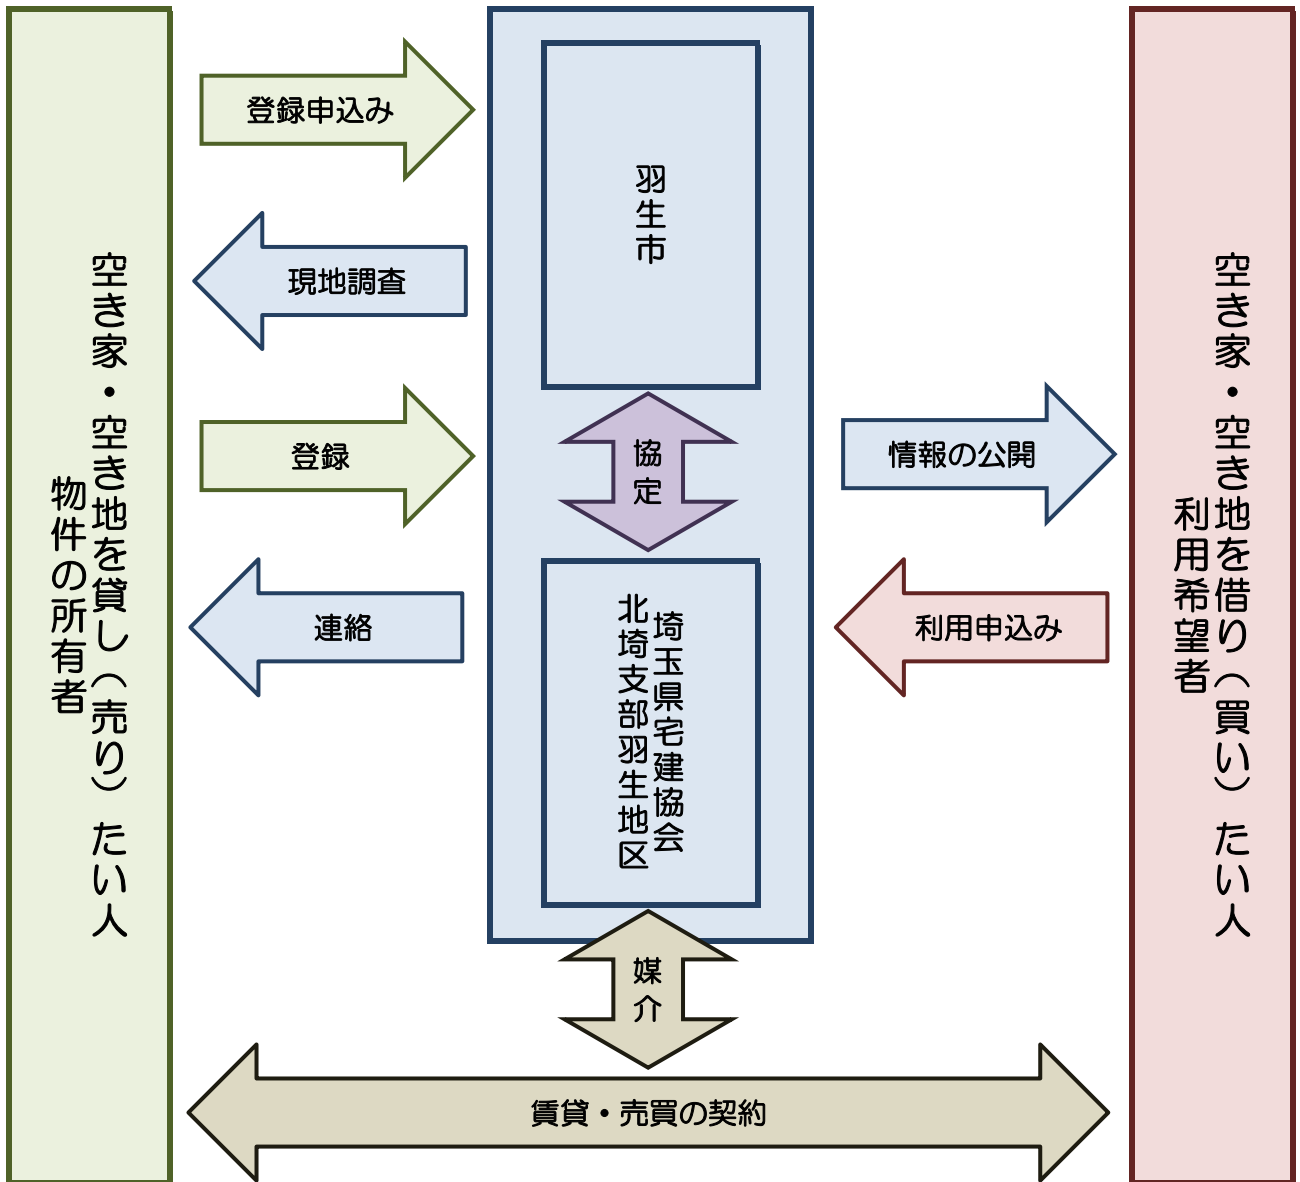 空き家・空き地を貸し（売り）たい人
物件の所有者
登録申込み
現地調査
登録
連絡
羽生市
協定
埼玉県宅建協会
北埼支部羽生地区
媒介
情報の公開
利用申込み
空き家・空き地を借り（買い）たい人
利用希望者
賃貸・売買の契約